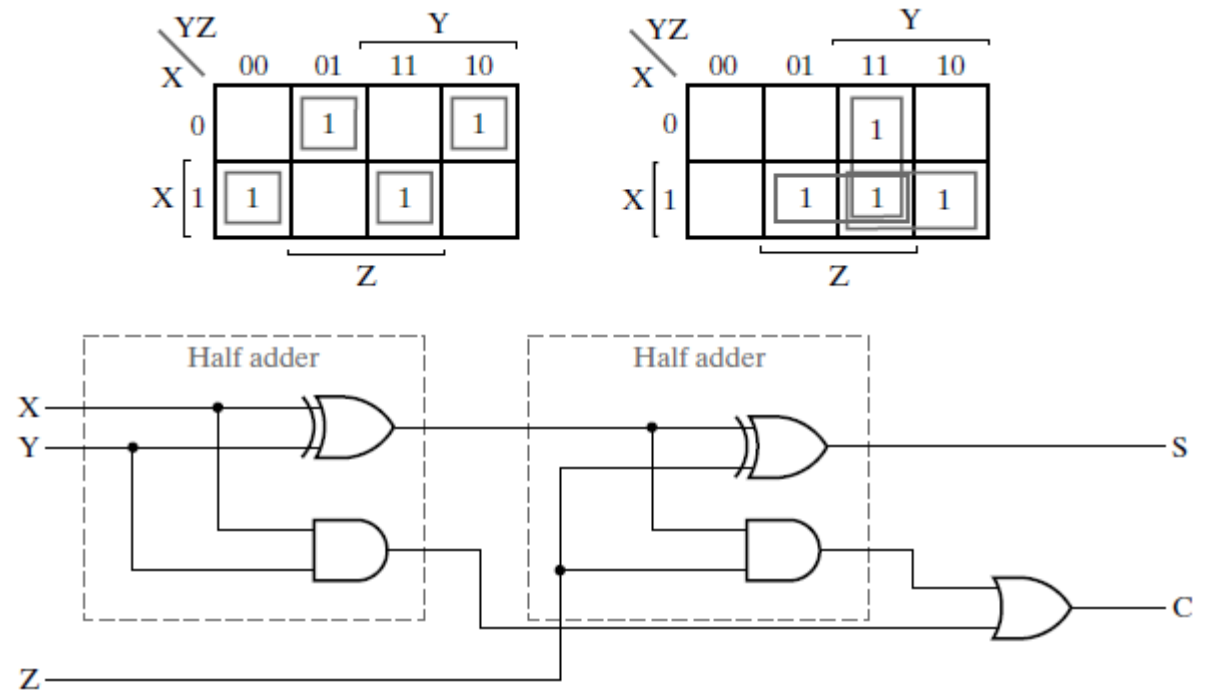 YZ Y YZ Y
X 00 01 11 10 X 00 01 11 10
0 1 1 0 1
X 1 1 1 X 1 1 1 1
Z Z
Half adder Half adder
X
Y S
C
Z